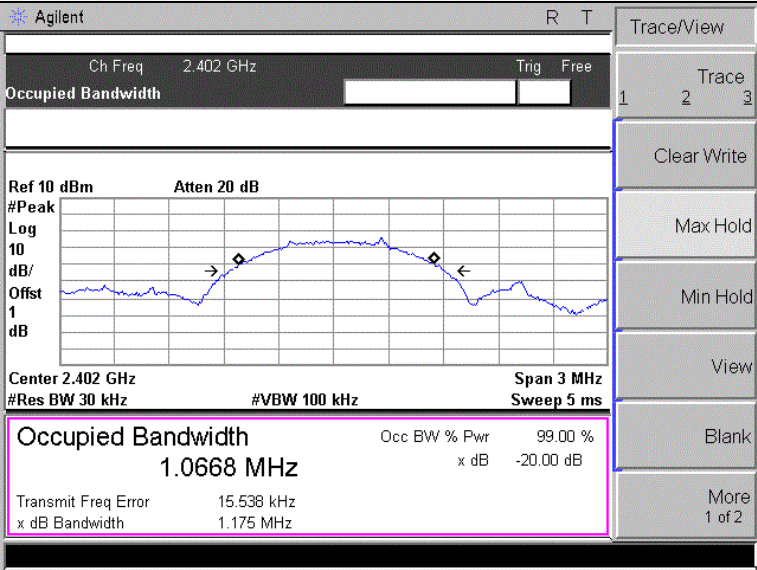 Agilent R T
Trace/View
Ch Freq 2.402 GHz Trig Free
Occupied Bandwidth
Trace
1 2 3
Clear Write
Ref 10 dBm Atten 20 dB
#Peak
Log
10
dB/
Offst
1
dB
Max Hold
Min Hold
View
Center 2.402 GHz Span 3 MHz
#Res BW 30 kHz #VBW 100 kHz Sweep 5 ms
Occupied Bandwidth Occ BW % Pwr 99.00 %
1.0668 MHz x dB -20.00 dB
Transmit Freq Error 15.538 kHz
x dB Bandwidth 1.175 MHz
Blank
More
1 of 2